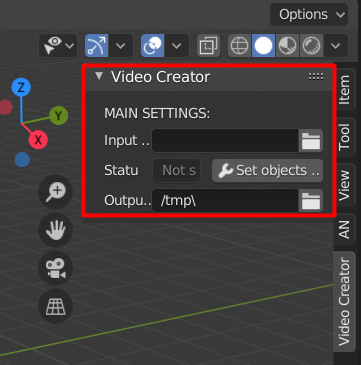 Options
Video Creator
MAIN SETTINGS:
Input ..
Statu Not s Set objects ..
Outpu.. /tmp\
Z
Y
X
Item
Tool
View
AN
Video Creator